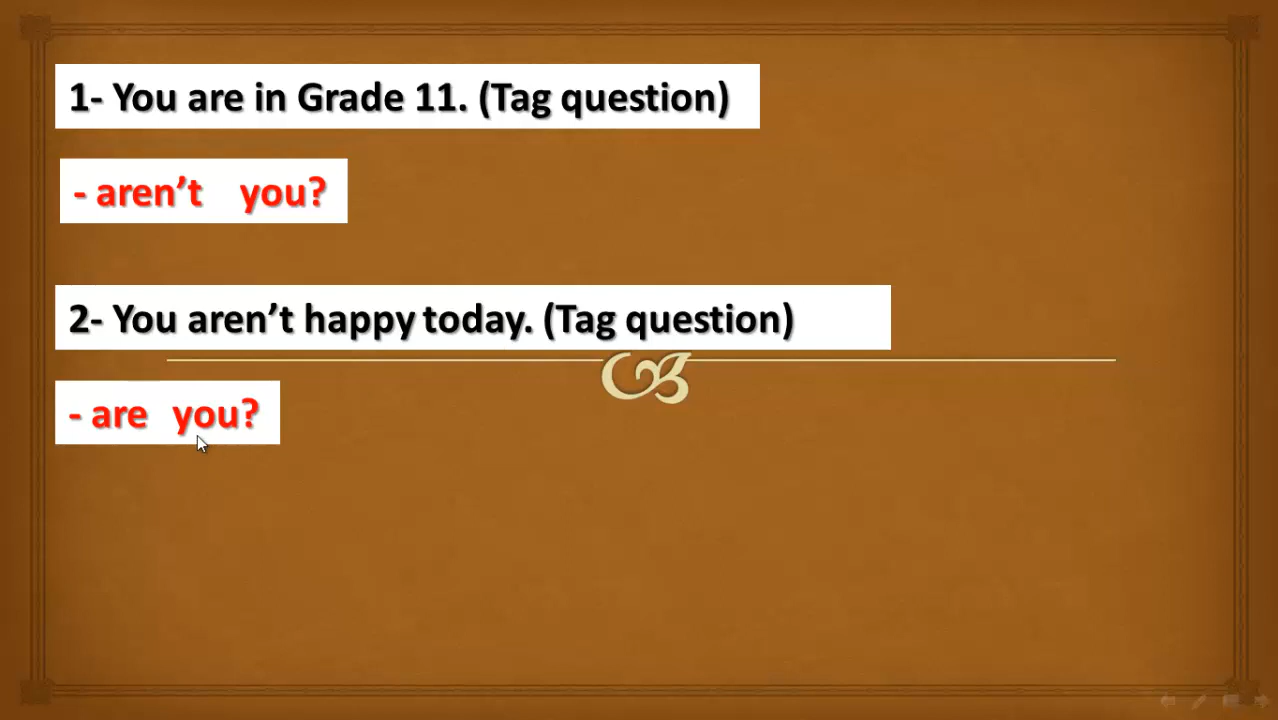 1- You are in Grade 11. (Tag question)
- aren’t you?
2- You aren’t happy today. (Tag question)
- are you?